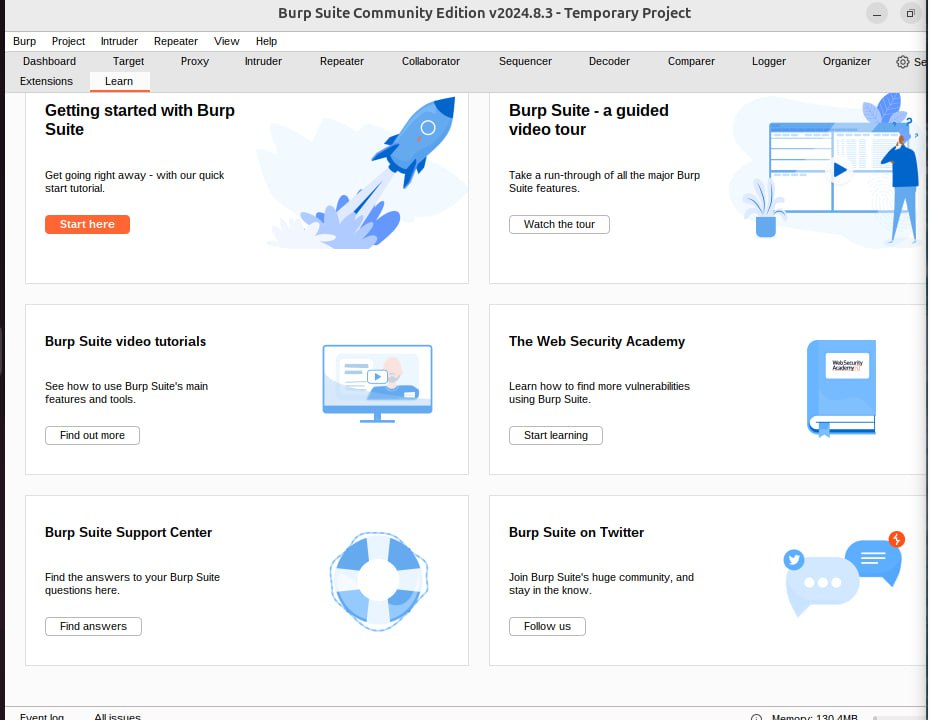 Burp Suite Community Edition v2024.8.3 - Temporary Project
Burp Project Intruder Repeater View Help
Dashboard Target Proxy Intruder Repeater Collaborator Sequencer Decoder Comparer Logger Organizer Se
Extensions Learn
Getting started with Burp
Suite
Get going right away - with our quick
start tutorial.
Start here
Burp Suite - a guided
video tour
Take a run-through of all the major Burp
Suite features.
Watch the tour
Burp Suite video tutorials
See how to use Burp Suite's main
features and tools.
Find out more
The Web Security Academy
Learn how to find more vulnerabilities
using Burp Suite.
Start learning
WebSecurity
Academy
Burp Suite Support Center
Find the answers to your Burp Suite
questions here.
Find answers
Burp Suite on Twitter
Join Burp Suite's huge community, and
stay in the know.
Follow us
Event log All issues Memory: 130.4MB